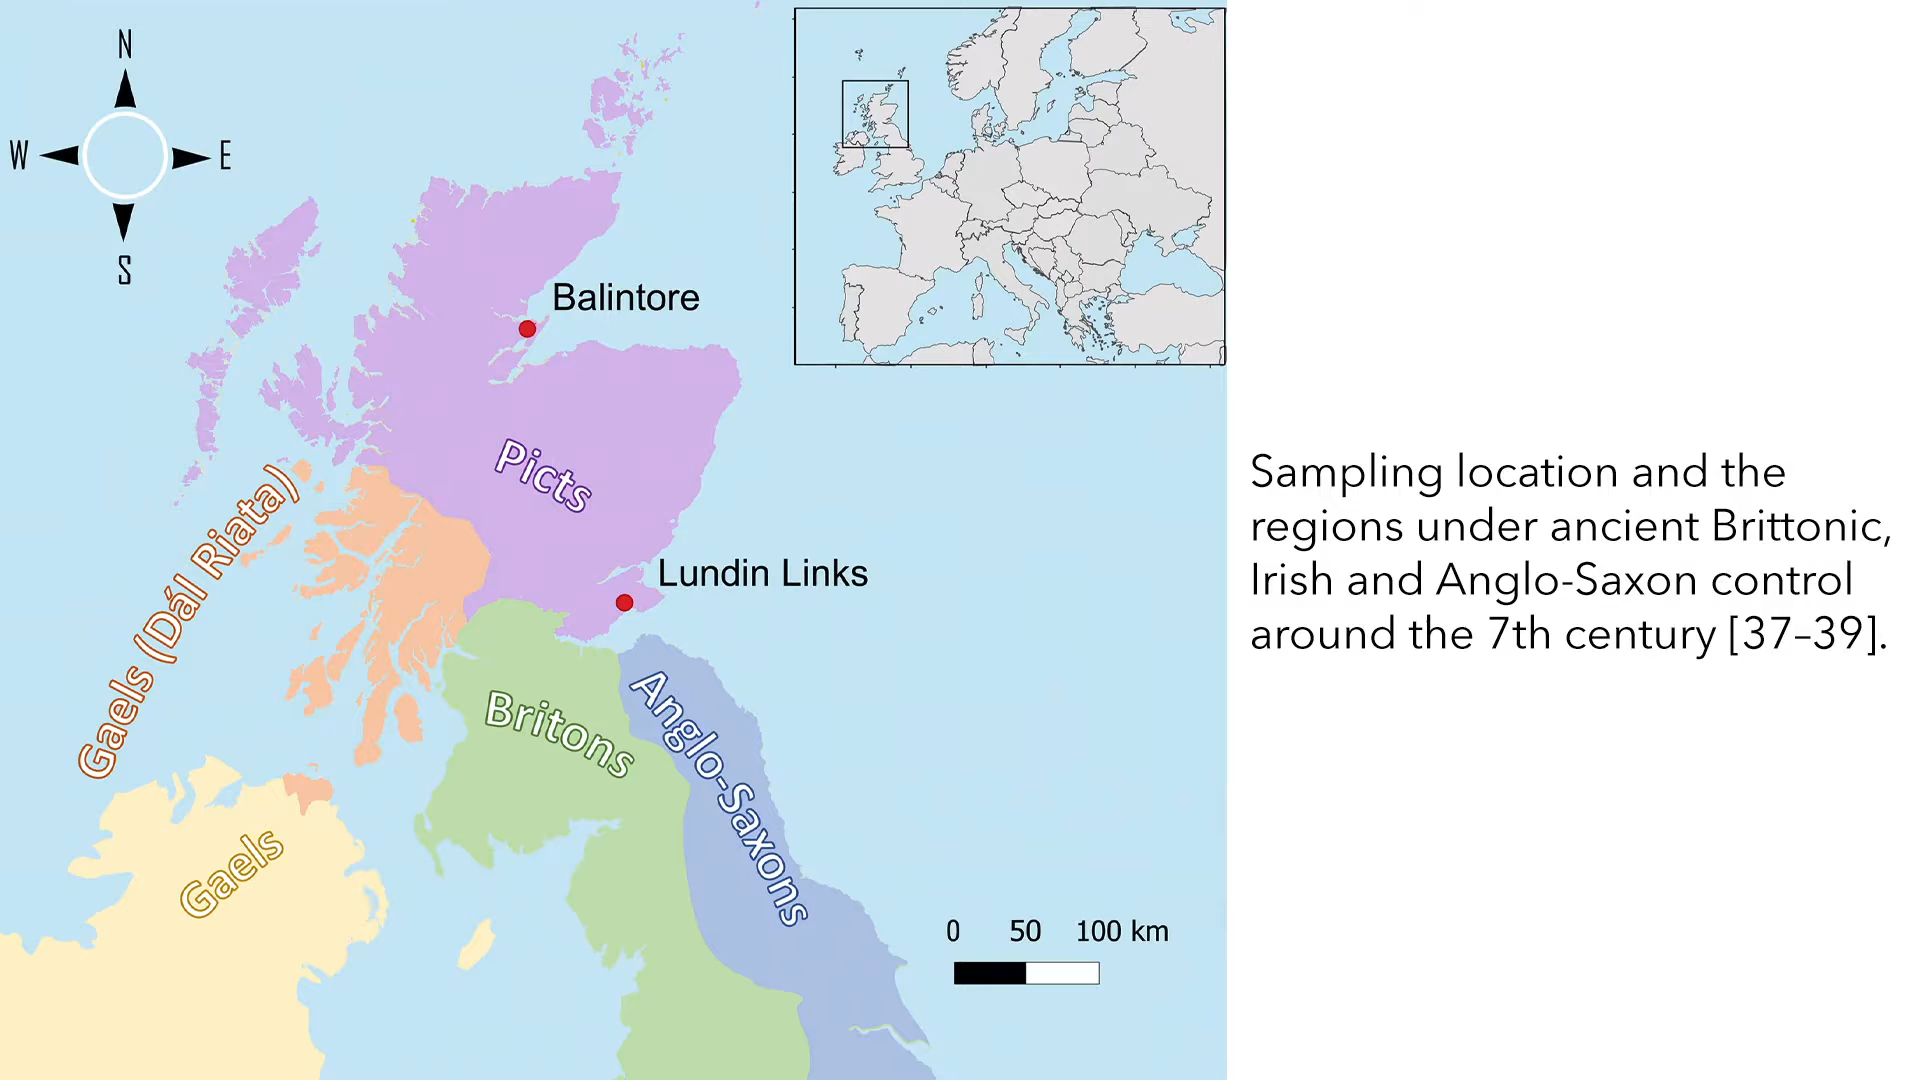 N
W
E
S
Balintore
Picts
Gaels (Dál Riata)
Lundin Links
Britons
Anglo-Saxons
Gaels
0 50 100 km
Sampling location and the
regions under ancient Brittonic,
Irish and Anglo-Saxon control
around the 7th century [37–39].